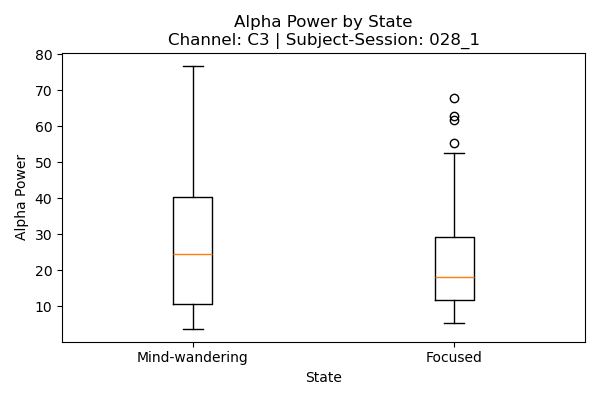 Alpha Power by State
Channel: C3 | Subject-Session: 028_1
80
70
60
50
40
30
20
10
Alpha Power
Mind-wandering
Focused
State